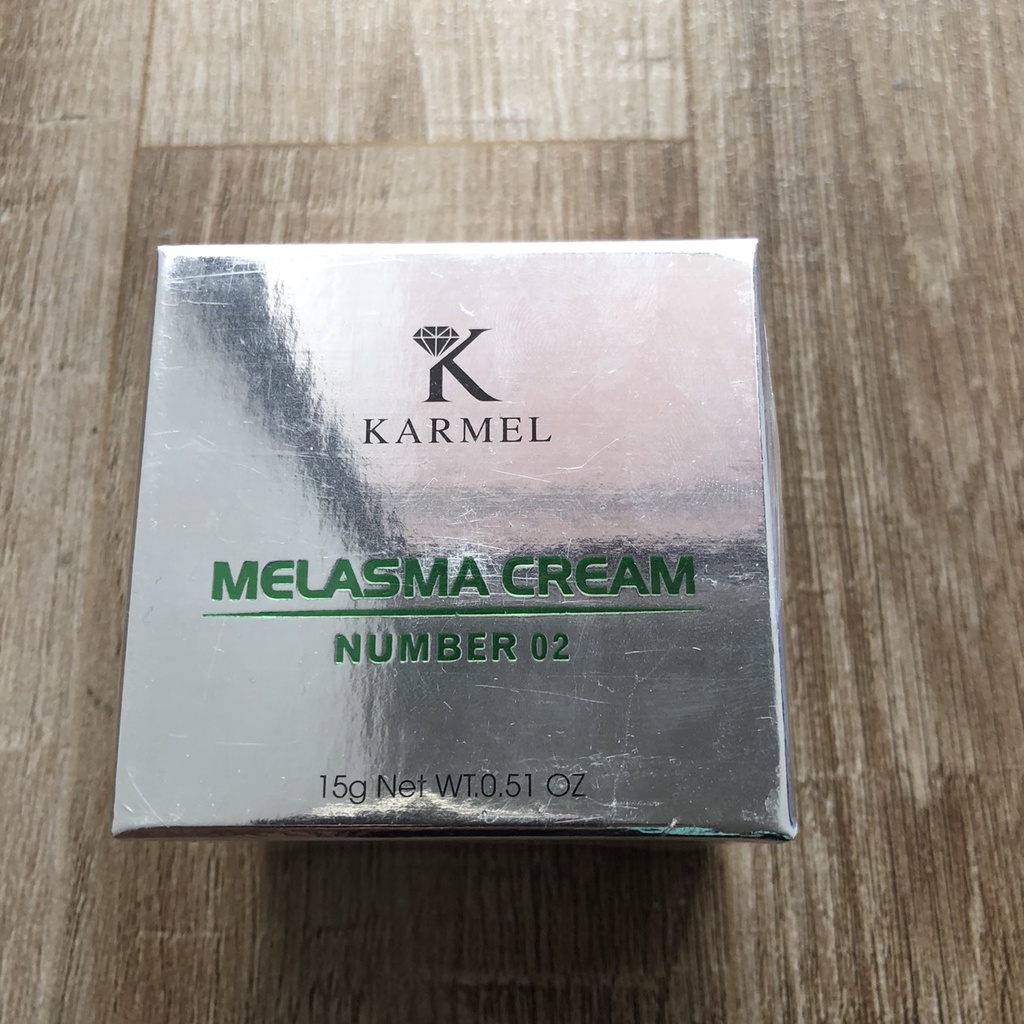 K
KARMEL
MELASMA CREAM
NUMBER 02
15g Net WT.0.51 OZ